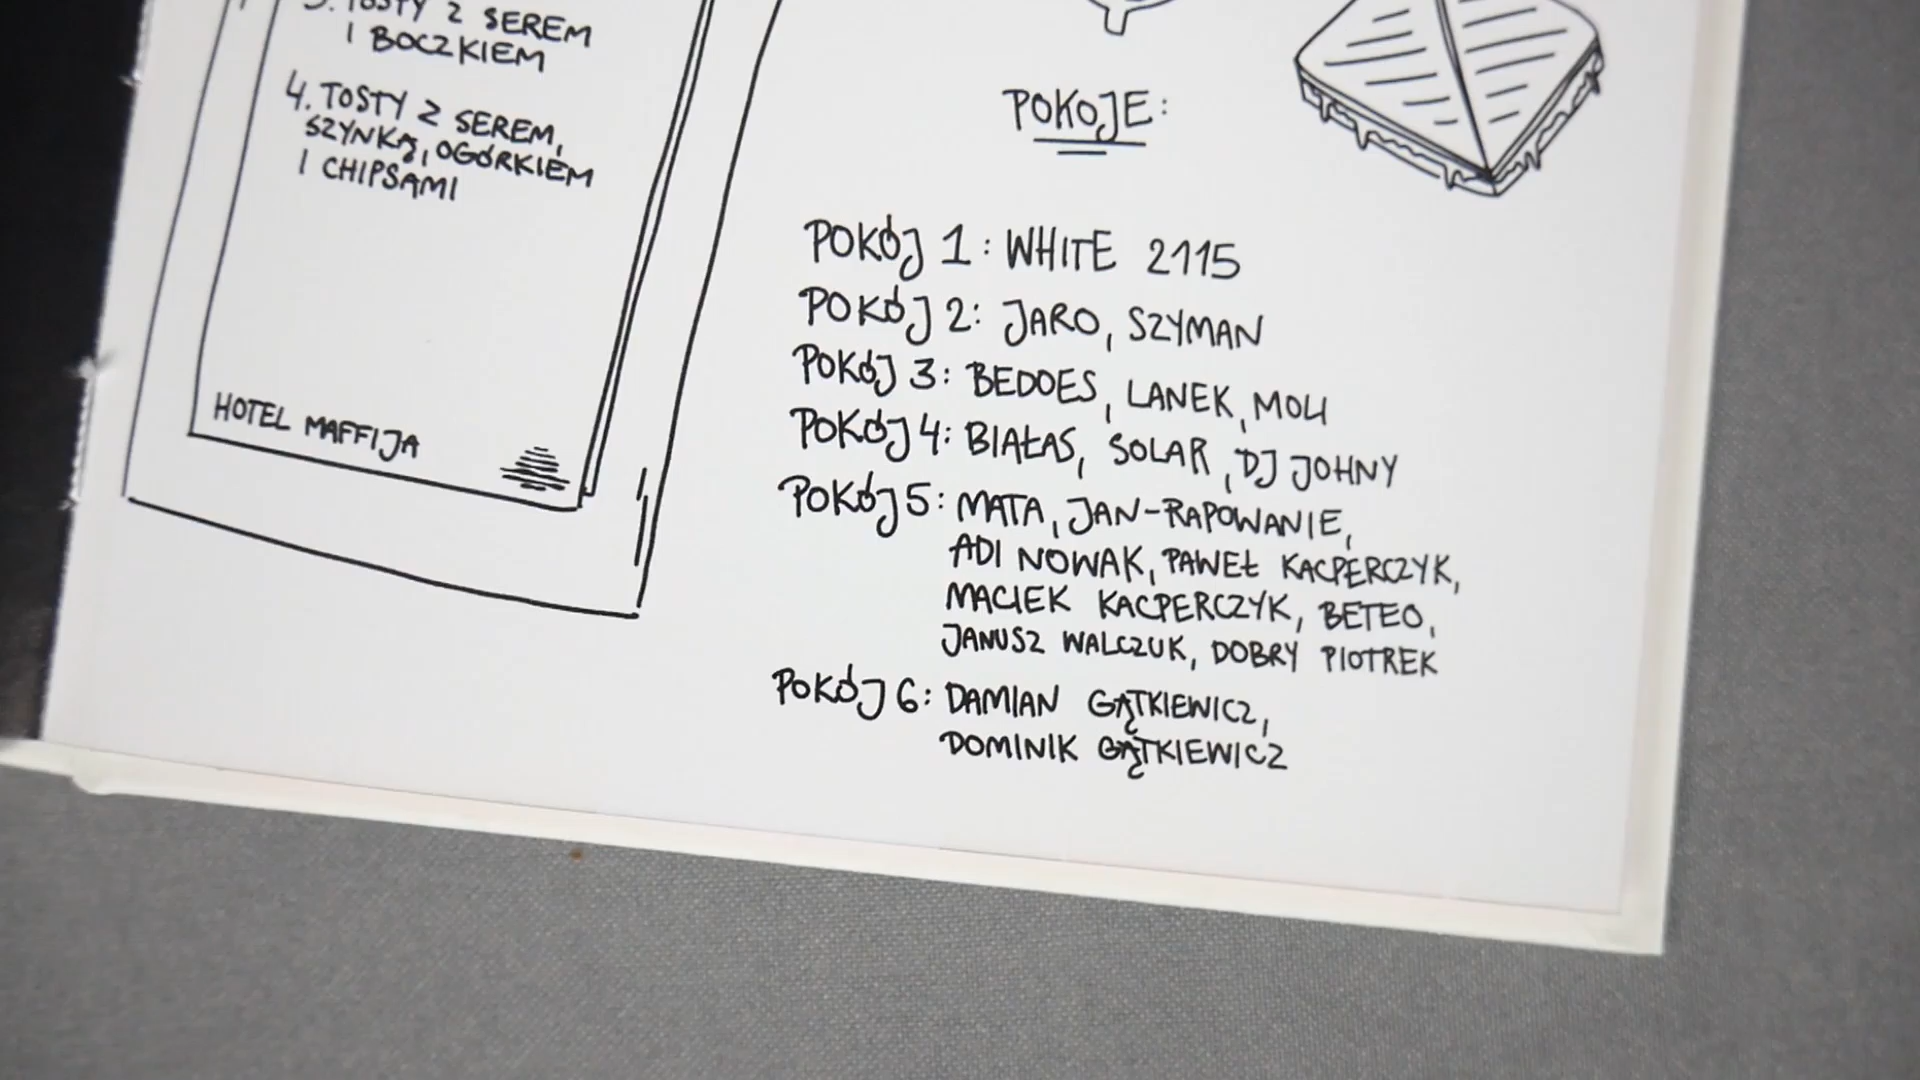 3. TOSTY Z SEREM
I BOCZKIEM
4. TOSTY Z SEREM,
SZYNKĄ, OGÓRKIEM
I CHIPSAMI
HOTEL MAFFIJA
POKOJE:
POKÓJ 1: WHITE 2115
POKÓJ 2: JARO, SZYMAN
POKÓJ 3: BEDOES, LANEK, MOLI
POKÓJ 4: BIAŁAS, SOLAR, DJ JOHNY
POKÓJ 5: MATA, JAN-RAPOWANIE,
ADI NOWAK, PAWEŁ KACPERCZYK,
MACIEK KACPERCZYK, BETEO,
JANUSZ WALCZUK, DOBRY PIOTREK
POKÓJ 6: DAMIAN GĄTKIEWICZ,
DOMINIK GĄTKIEWICZ